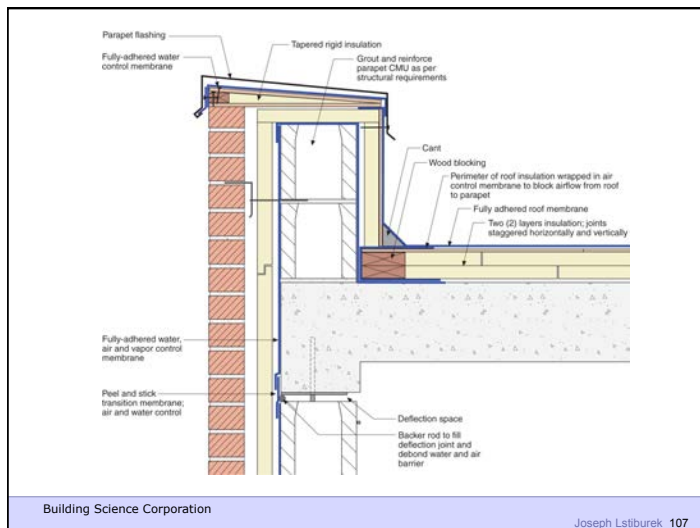 Parapet flashing
Fully-adhered water
control membrane
Tapered rigid insulation
Grout and reinforce
parapet CMU as per
structural requirements
Cant
Wood blocking
Perimeter of roof insulation wrapped in air
control membrane to block airflow from roof
to parapet
Fully adhered roof membrane
Two (2) layers insulation; joints
staggered horizontally and vertically
Fully-adhered water,
air and vapor control
membrane
Peel and stick
transition membrane;
air and water control
Deflection space
Backer rod to fill
deflection joint and
debond water and air
barrier
Building Science Corporation
Joseph Lstiburek 107